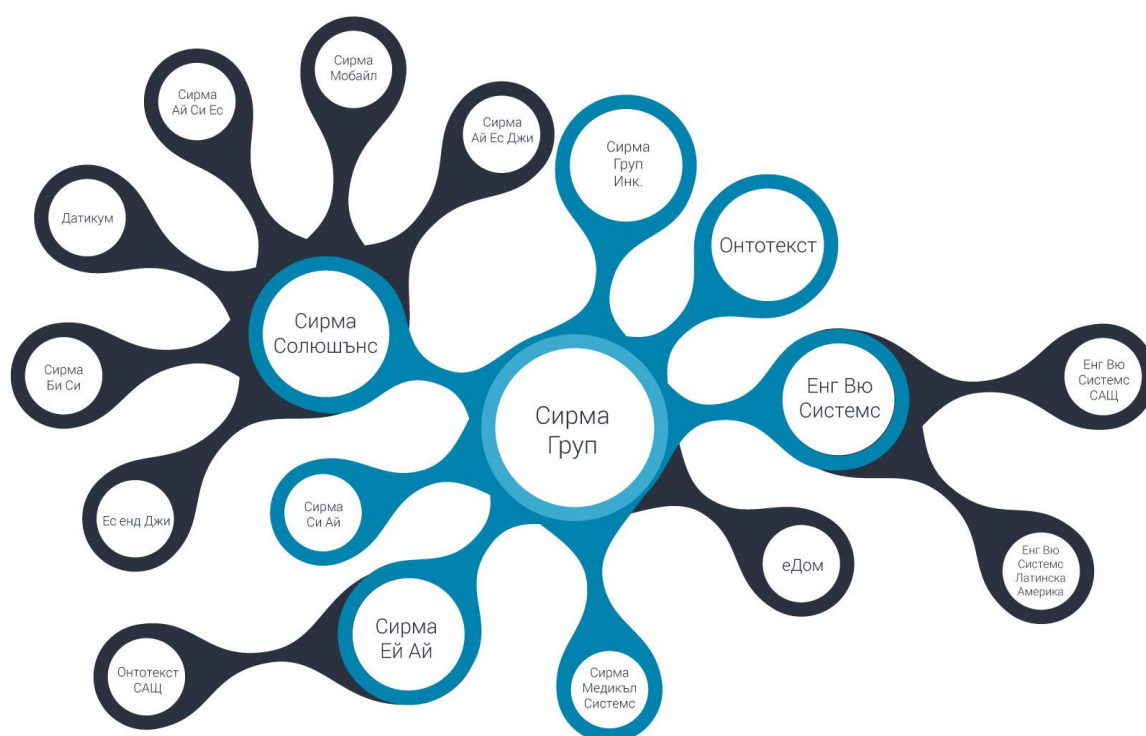 Сирма
Мобайл
Сирма
Ай Си Ес
Сирма
Ай Ес Джи
Сирма
Груп
Инк.
Датикум
Онтотекст
Сирма
Солюшънс
Сирма
Би Си
Енг Вю
Системс
Енг Вю
Системс
САЩ
Сирма
Груп
Ес енд Джи
Сирма
Си Ай
еДом
Енг Вю
Системс
Латинска
Америка
Сирма
Ей Ай
Онтотекст
САЩ
Сирма
Медикъл
Системс